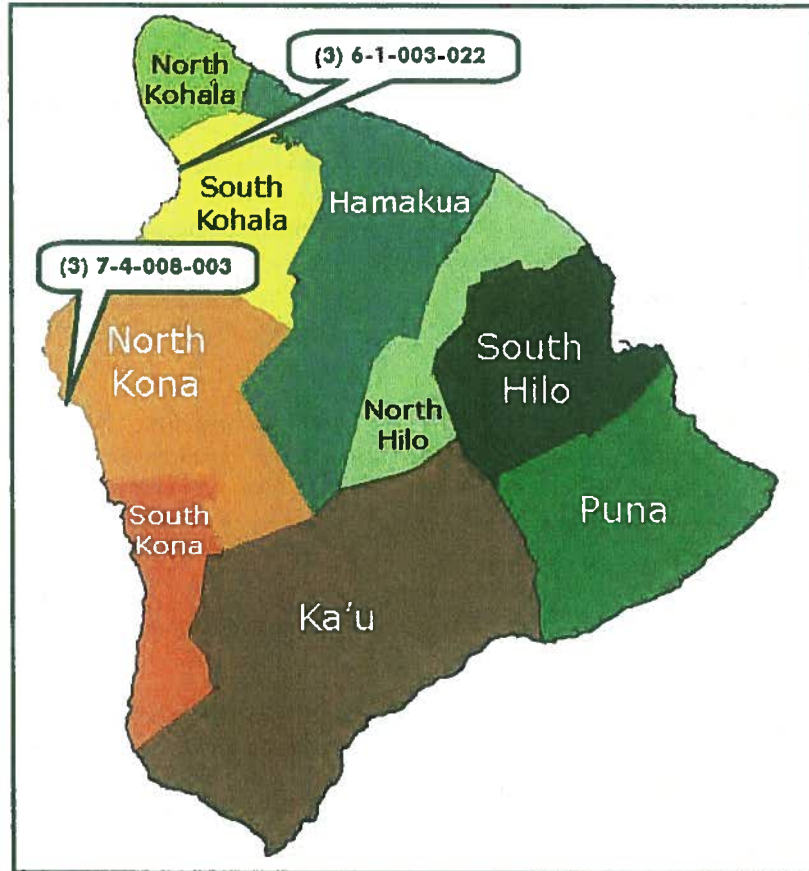 North
Kohala
(3) 6-1-003-022
South
Kohala
Hamakua
(3) 7-4-008-003
North
Kona
South
Hilo
North
Hilo
South
Kona
Puna
Ka'u